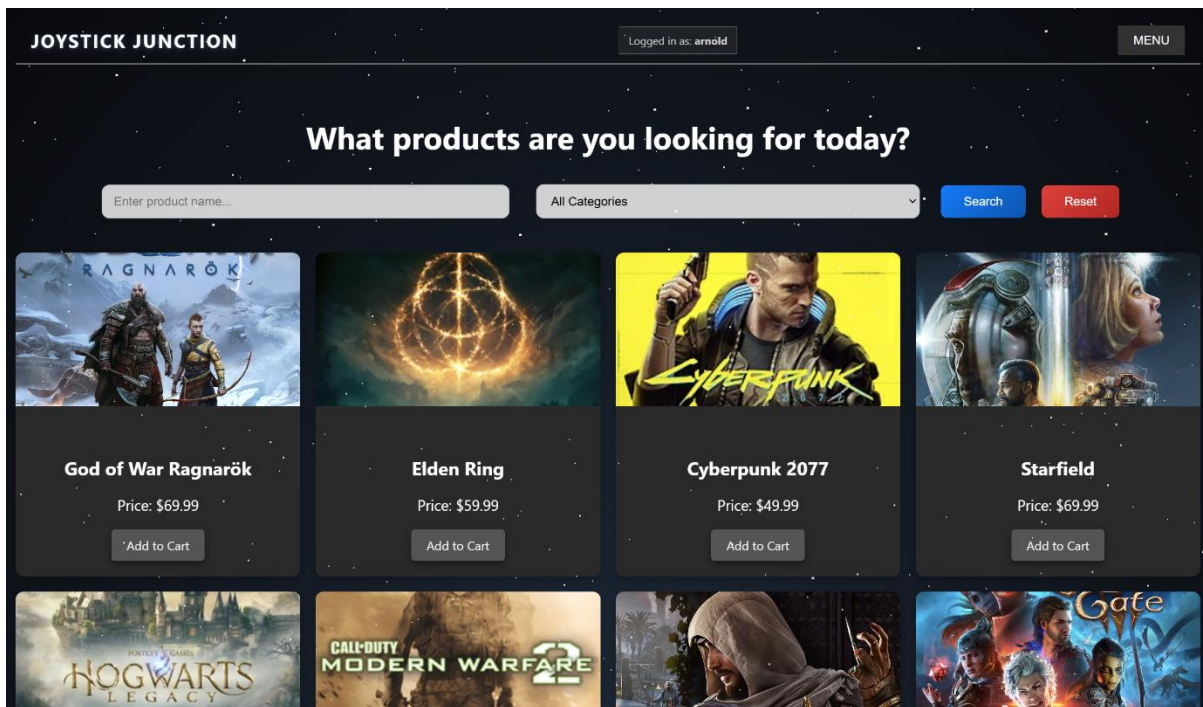 JOYSTICK JUNCTION
Logged in as: arnold
MENU
What products are you looking for today?
Enter product name...
All Categories
Search
Reset
RAGNARÖK
CYBERPUNK
2077
God of War Ragnarök
Price: $69.99
Add to Cart
Elden Ring
Price: $59.99
Add to Cart
Cyberpunk 2077
Price: $49.99
Add to Cart
Starfield
Price: $69.99
Add to Cart
PORTKEY GAMES
HOGWARTS
LEGACY
CALL·DUTY
MODERN WARFARE
2
Gate